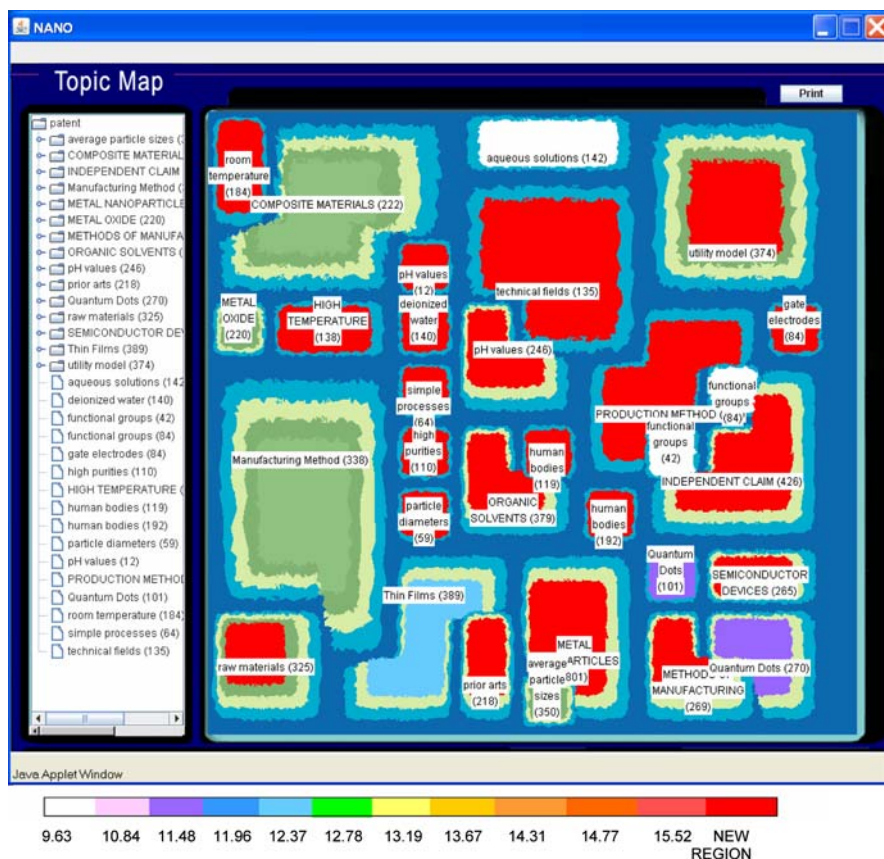 NANO
Topic Map
Print
patent
average particle sizes (3
COMPOSITE MATERIAL
INDEPENDENT CLAIM
Manufacturing Method (3
METAL NANOPARTICLE
METAL OXIDE (220)
METHODS OF MANUFA
ORGANIC SOLVENTS (
pH values (246)
prior arts (218)
Quantum Dots (270)
raw materials (325)
SEMICONDUCTOR DEV
Thin Films (389)
utility model (374)
aqueous solutions (142
deionized water (140)
functional groups (42)
functional groups (84)
gate electrodes (84)
high purities (110)
HIGH TEMPERATURE (
human bodies (119)
human bodies (192)
particle diameters (59)
pH values (12)
PRODUCTION METHOD
Quantum Dots (101)
room temperature (184)
simple processes (64)
technical fields (135)
room
temperature
(184)
COMPOSITE MATERIALS (222)
aqueous solutions (142)
utility model (374)
technical fields (135)
pH values
(12)
METAL
OXIDE
(220)
HIGH
TEMPERATURE
(138)
deionized
water
(140)
gate
electrodes
(84)
pH values (246)
simple
processes
(64)
PRODUCTION METHOD
functional
groups
(84)
functional
groups
(42)
Manufacturing Method (338)
high
purities
(110)
human
bodies
(119)
INDEPENDENT CLAIM (426)
ORGANIC
SOLVENTS (379)
particle
diameters
(59)
human
bodies
(192)
Quantum
Dots
(101)
SEMICONDUCTOR
DEVICES (265)
Thin Films (389)
raw materials (325)
prior arts
(218)
METAL
ARTICLES
801)
average
particle
sizes
(350)
METHODS OF
MANUFACTURING
(269)
Quantum Dots (270)
Java Applet Window
9.63 10.84 11.48 11.96 12.37 12.78 13.19 13.67 14.31 14.77 15.52 NEW
REGION